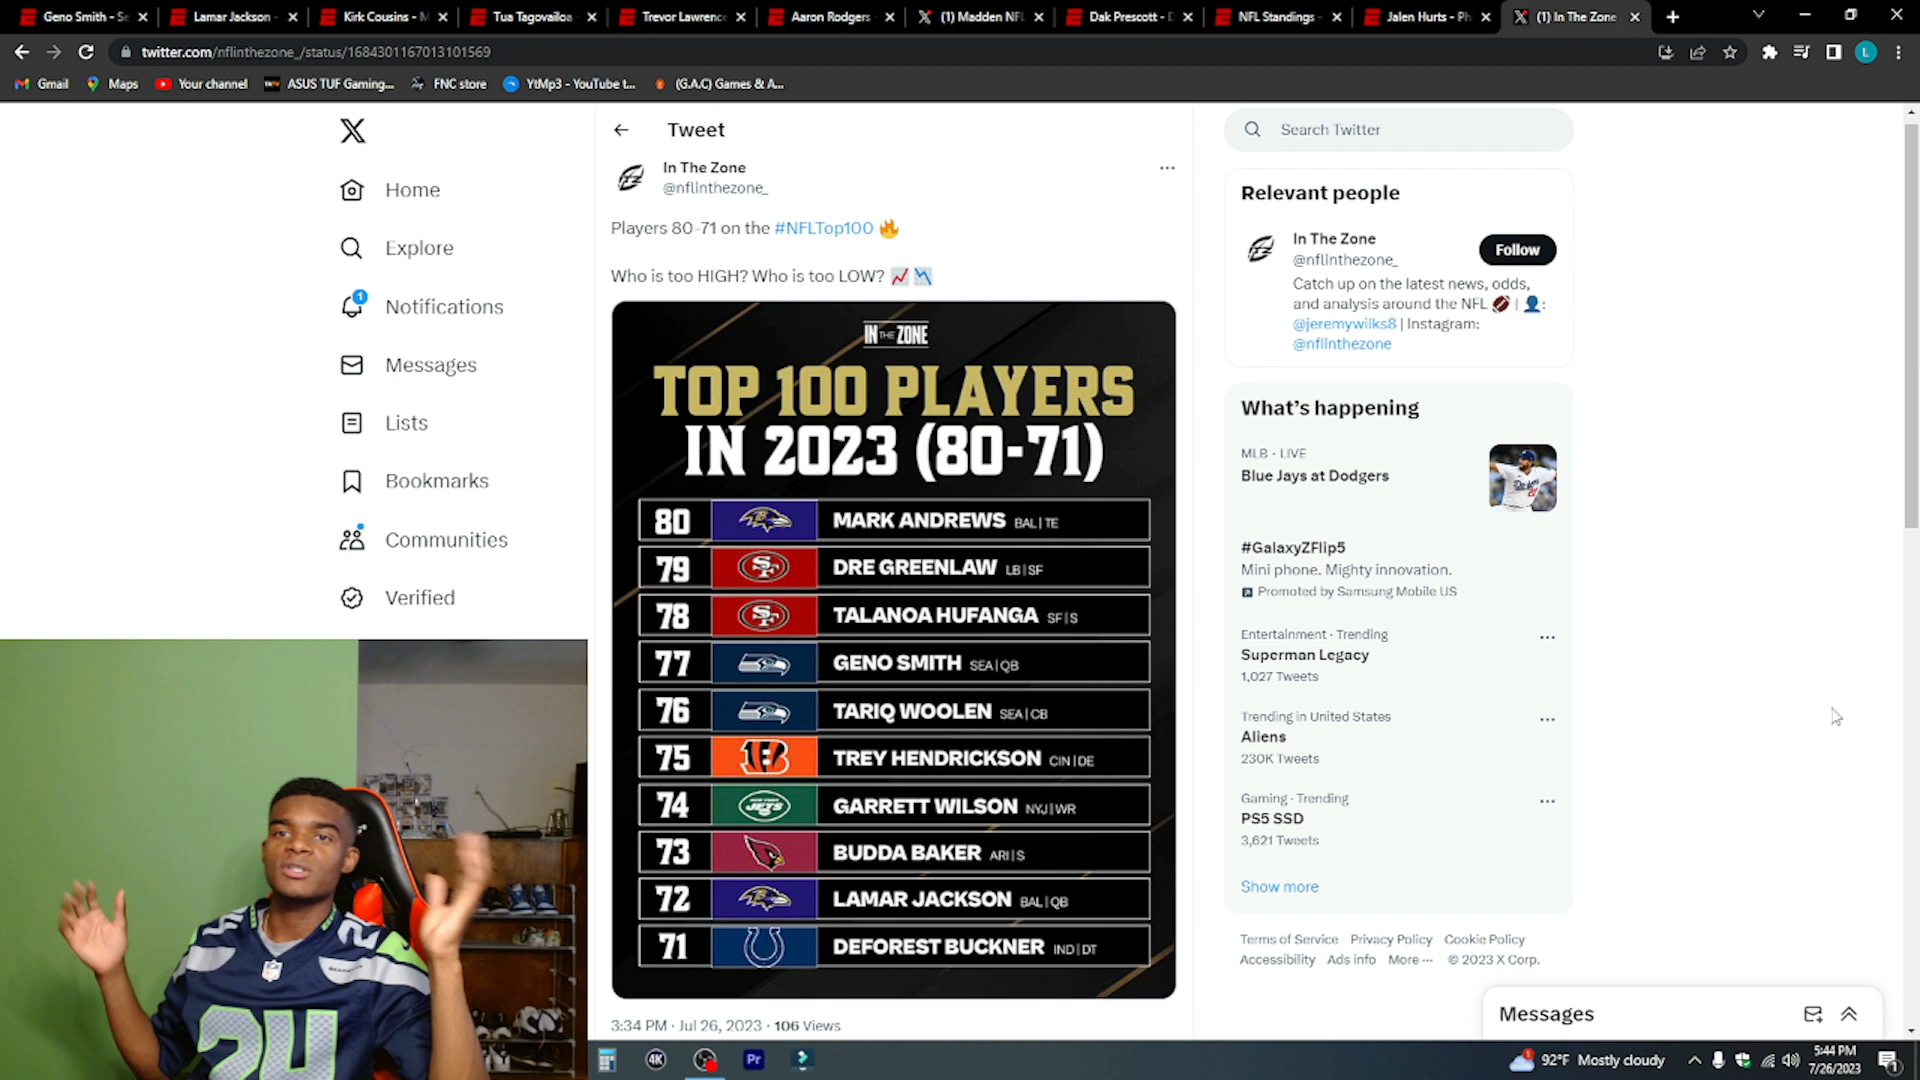 Geno Smith - Se
Lamar Jackson -
Kirk Cousins - M
Tua Tagovailoa
Trevor Lawrence
Aaron Rodgers -
(1) Madden NFL
Dak Prescott - D
NFL Standings -
Jalen Hurts - Ph
(1) In The Zone
twitter.com/nflinthezone_/status/1684301167013101569
L
Gmail
Maps
Your channel
ASUS TUF Gaming...
FNC store
YtMp3 - YouTube t...
(G.A.C) Games & A...
Home
Explore
1
Notifications
Messages
Lists
Bookmarks
Communities
Verified
Tweet
In The Zone
@nflinthezone_
Players 80-71 on the #NFLTop100 🔥
Who is too HIGH? Who is too LOW? 📈 📉
IN THE ZONE
TOP 100 PLAYERS
IN 2023 (80-71)
80 MARK ANDREWS BAL | TE
79 DRE GREENLAW LB | SF
78 TALANOA HUFANGA SF | S
77 GENO SMITH SEA | QB
76 TARIQ WOOLEN SEA | CB
75 TREY HENDRICKSON CIN | DE
74 GARRETT WILSON NYJ | WR
73 BUDDA BAKER ARI | S
72 LAMAR JACKSON BAL | QB
71 DEFOREST BUCKNER IND | DT
3:34 PM · Jul 26, 2023 · 106 Views
Search Twitter
Relevant people
In The Zone
@nflinthezone_
Follow
Catch up on the latest news, odds,
and analysis around the NFL 🏈 | 👤:
@jeremywilks8 | Instagram:
@nflinthezone
What's happening
MLB · LIVE
Blue Jays at Dodgers
#GalaxyZFlip5
Mini phone. Mighty innovation.
Promoted by Samsung Mobile US
Entertainment · Trending
Superman Legacy
1,027 Tweets
Trending in United States
Aliens
230K Tweets
Gaming · Trending
PS5 SSD
3,621 Tweets
Show more
Terms of Service Privacy Policy Cookie Policy
Accessibility Ads info More ··· © 2023 X Corp.
Messages
24
4K
Pr
92°F Mostly cloudy
5:44 PM
7/26/2023
1